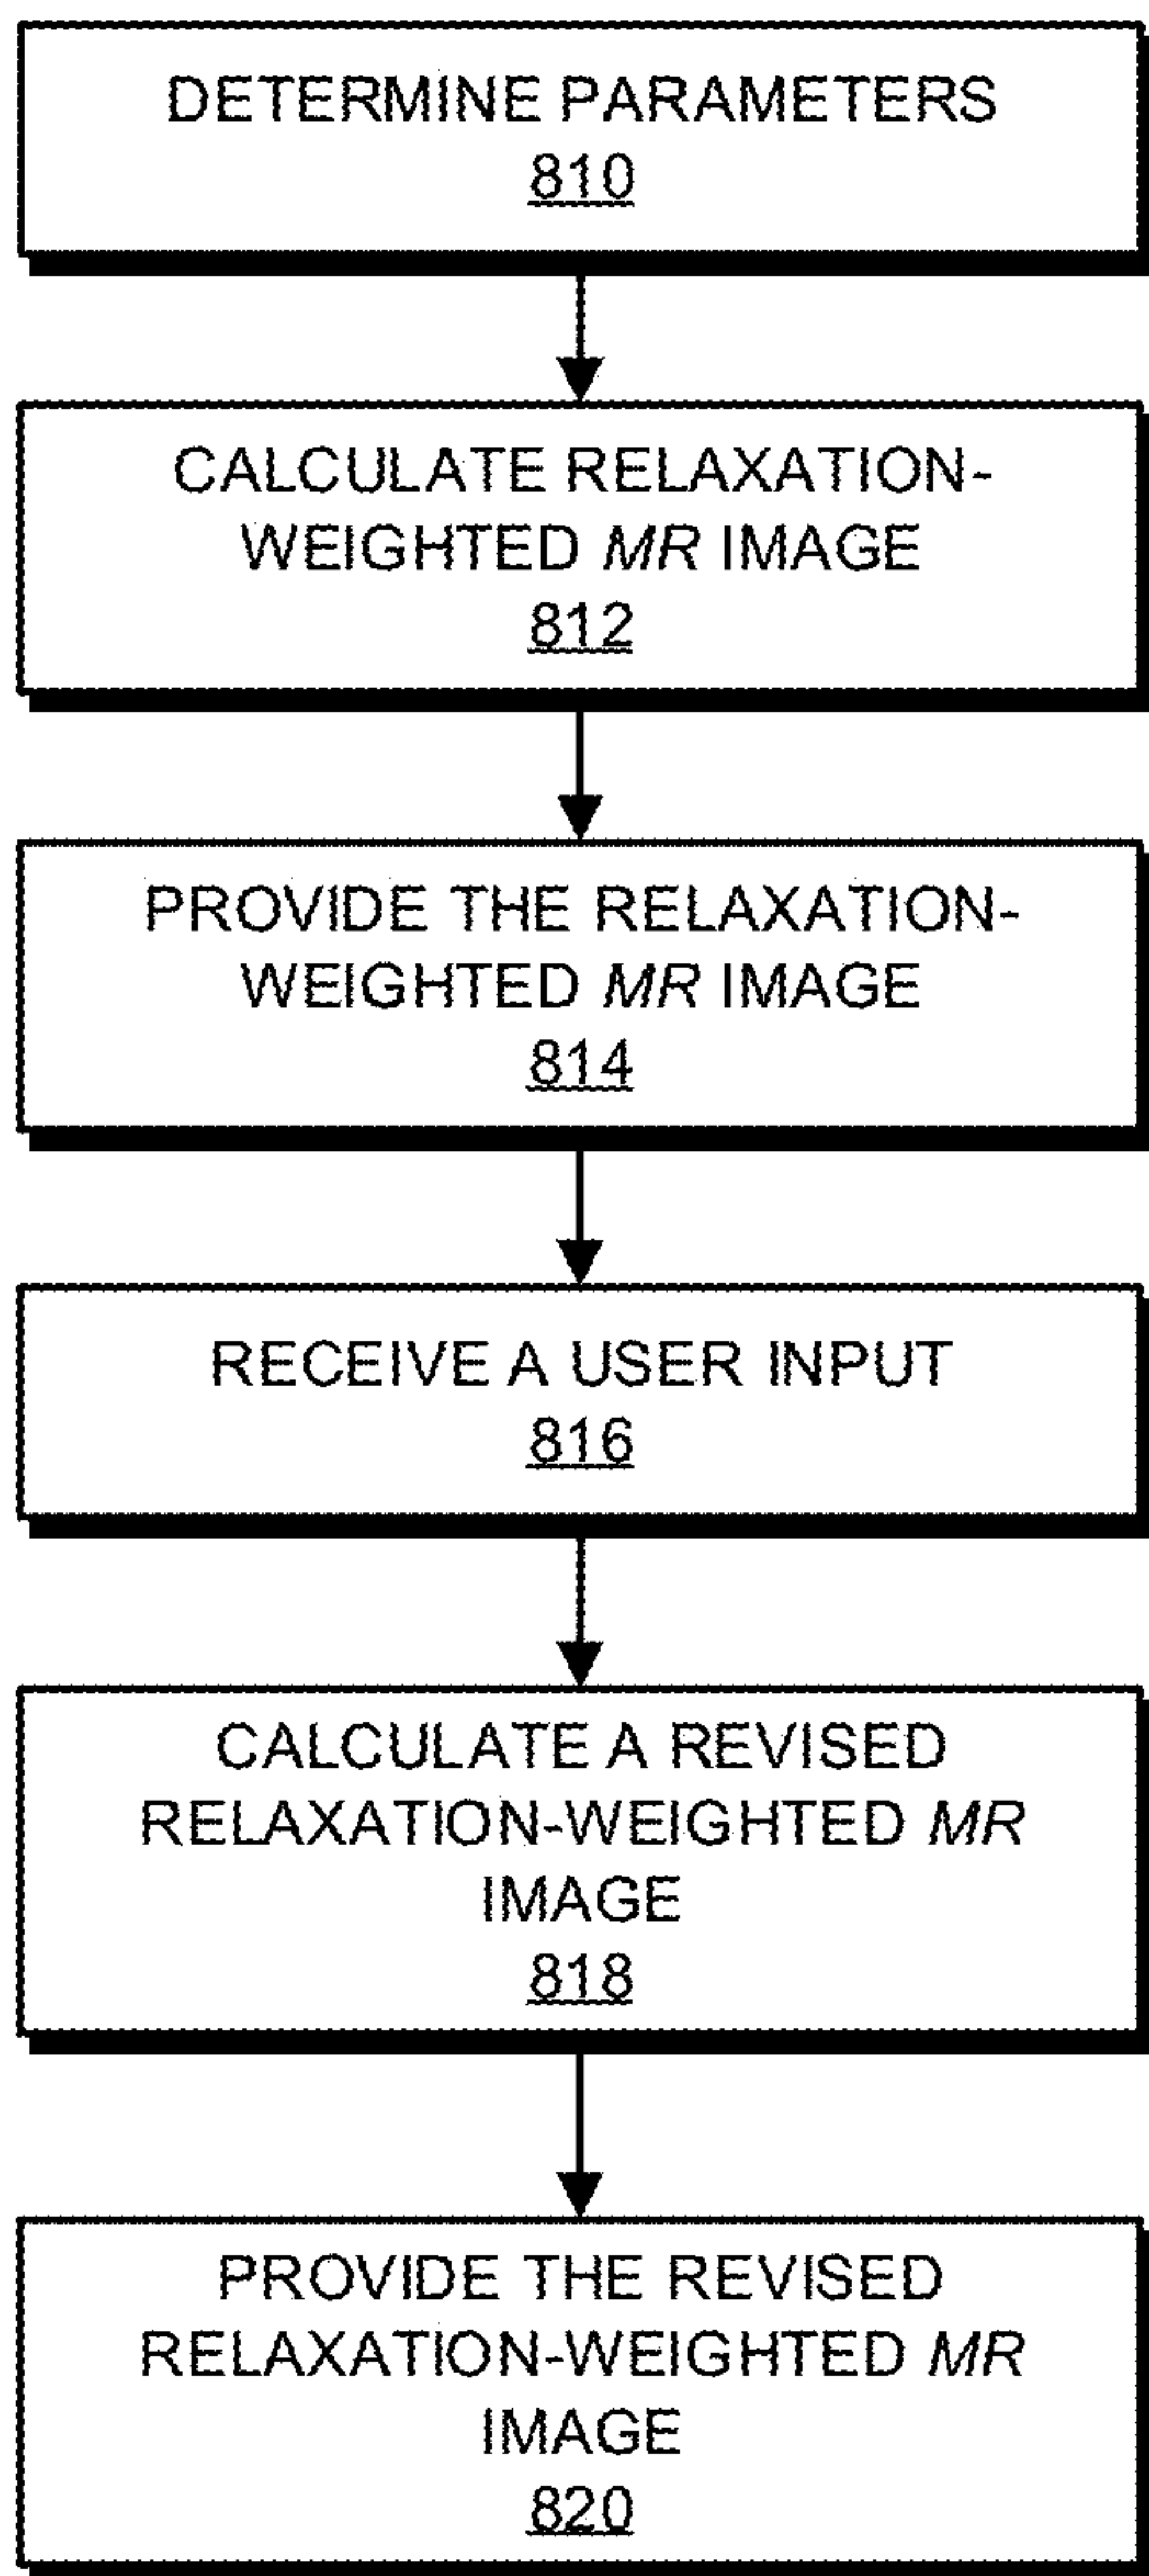 DETERMINE PARAMETERS
810
CALCULATE RELAXATION-
WEIGHTED MR IMAGE
812
PROVIDE THE RELAXATION-
WEIGHTED MR IMAGE
814
RECEIVE A USER INPUT
816
CALCULATE A REVISED
RELAXATION-WEIGHTED MR
IMAGE
818
PROVIDE THE REVISED
RELAXATION-WEIGHTED MR
IMAGE
820